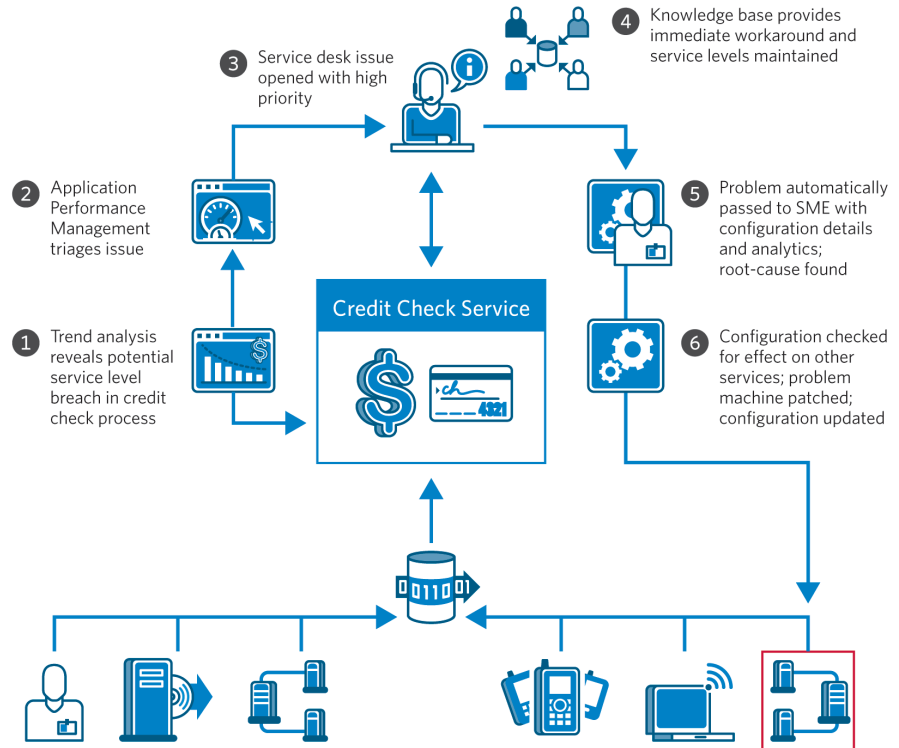 4 Knowledge base provides
immediate workaround and
service levels maintained
3 Service desk issue
opened with high
priority
2 Application
Performance
Management
triages issue
5 Problem automatically
passed to SME with
configuration details
and analytics;
root-cause found
Credit Check Service
1 Trend analysis
reveals potential
service level
breach in credit
check process
$
6 Configuration checked
for effect on other
services; problem
machine patched;
configuration updated
$
ch
4321
0 0110 01